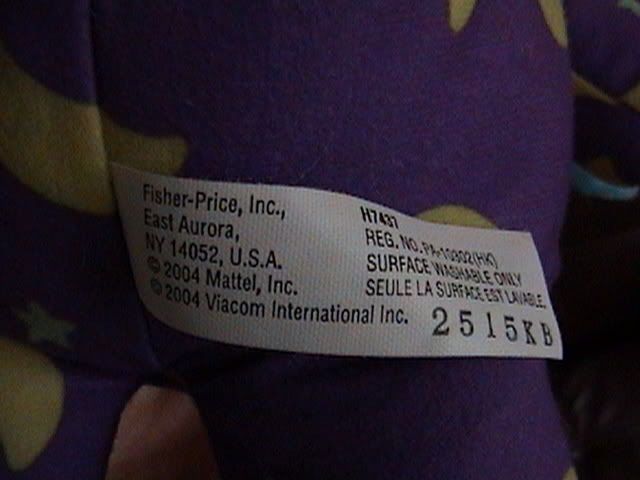 Fisher-Price, Inc.,
East Aurora,
NY 14052, U.S.A.
© 2004 Mattel, Inc.
© 2004 Viacom International Inc.
H7437
REG. NO. PA-10302(HK)
SURFACE WASHABLE ONLY
SEULE LA SURFACE EST LAVABLE.
2515KB